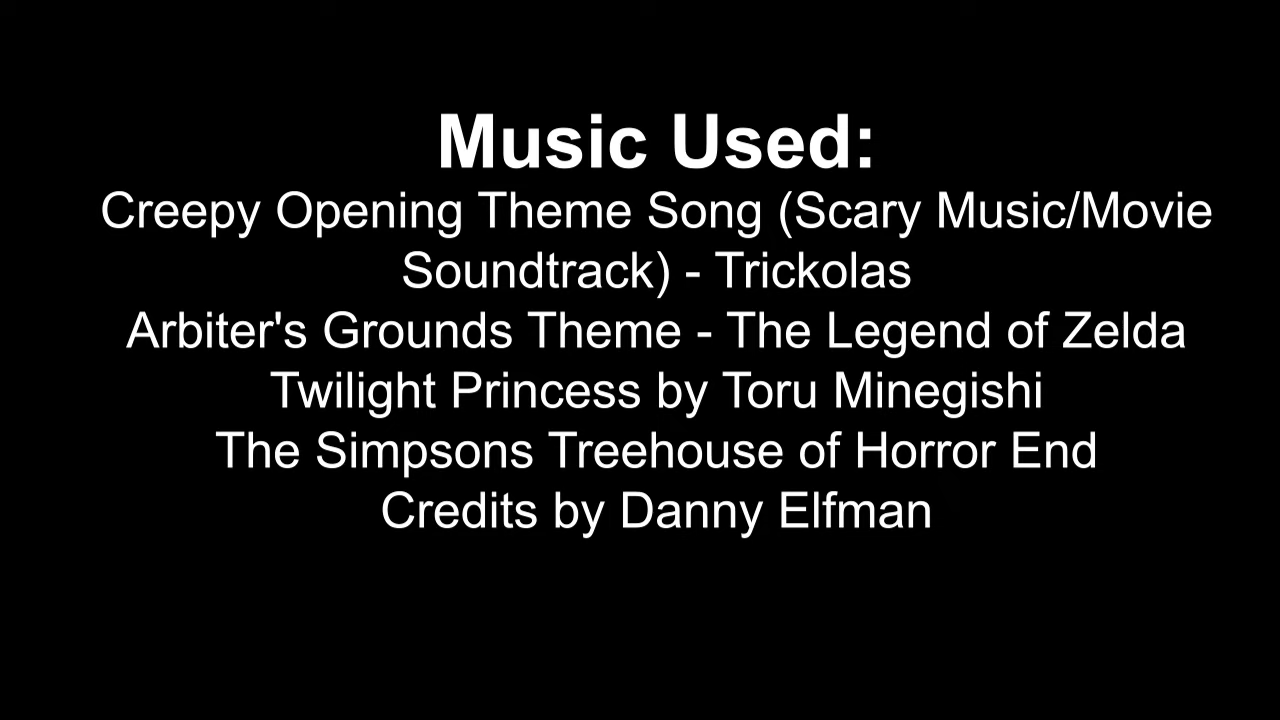 Music Used:
Creepy Opening Theme Song (Scary Music/Movie
Soundtrack) - Trickolas
Arbiter's Grounds Theme - The Legend of Zelda
Twilight Princess by Toru Minegishi
The Simpsons Treehouse of Horror End
Credits by Danny Elfman